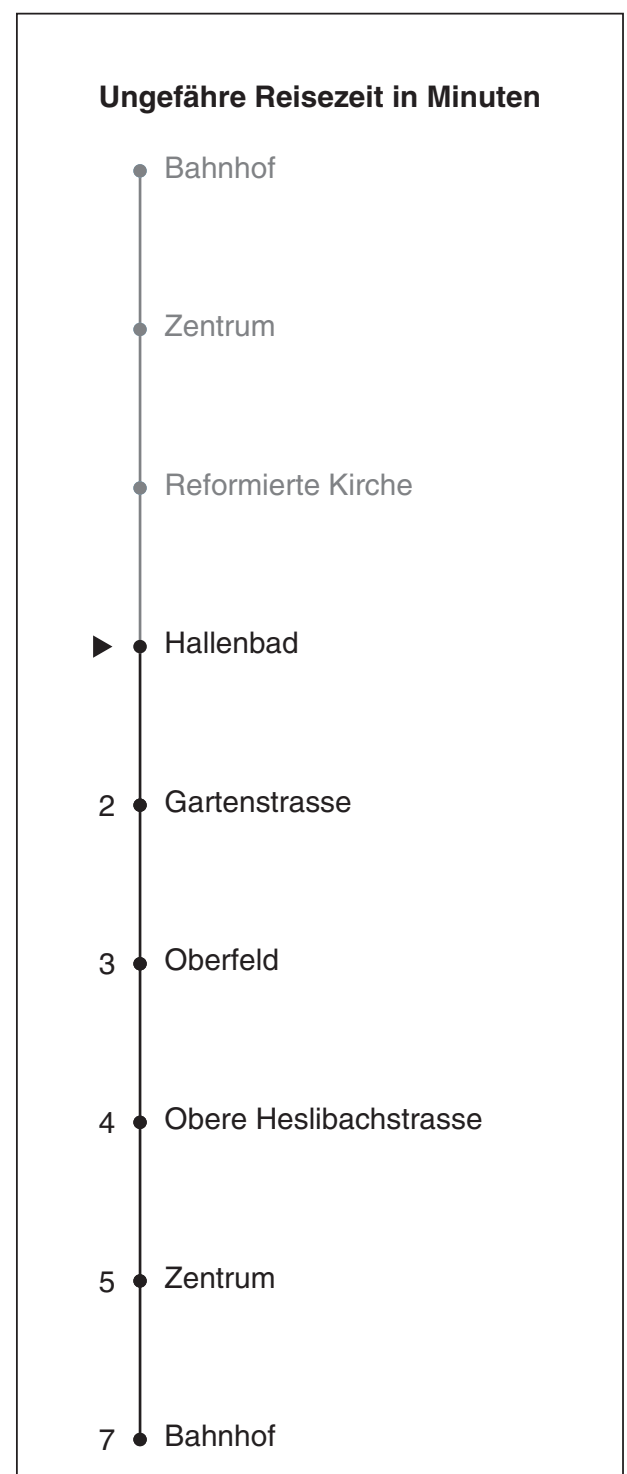 Ungefähre Reisezeit in Minuten
Bahnhof
Zentrum
Reformierte Kirche
Hallenbad
2 Gartenstrasse
3 Oberfeld
4 Obere Heslibachstrasse
5 Zentrum
7 Bahnhof